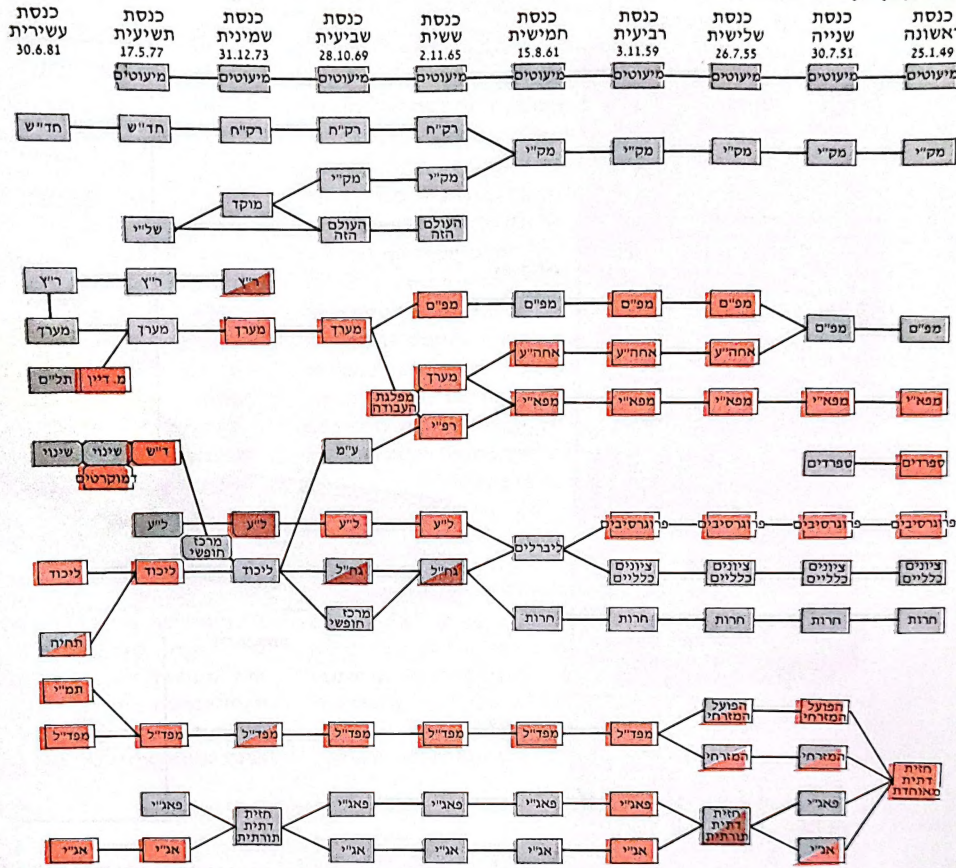 כנסת ראשונה 25.1.49
כנסת שנייה 30.7.51
כנסת שלישית 26.7.55
כנסת רביעית 3.11.59
כנסת חמישית 15.8.61
כנסת ששית 2.11.65
כנסת שביעית 28.10.69
כנסת שמינית 31.12.73
כנסת תשיעית 17.5.77
כנסת עשירית 30.6.81
מיעוטים מיעוטים מיעוטים מיעוטים מיעוטים מיעוטים מיעוטים מיעוטים
רק"ח רק"ח רק"ח חד"ש חד"ש
מק"י מק"י מק"י מק"י מק"י
מק"י מק"י
מוקד
העולם הזה
העולם הזה
של"י
ר"ץ ר"ץ ר"ץ
מפ"ם מפ"ם מפ"ם מפ"ם
מפ"ם מפ"ם מערך מערך מערך מערך
אחה"ע אחה"ע אחה"ע
מערך מ. דיין תל"ם
מפא"י מפא"י מפא"י מפא"י מפא"י
מפלגת העבודה
רפ"י
ע"מ ד"ש שינוי שינוי
ספרדים ספרדים
דמוקרטים
פרוגרסיבים פרוגרסיבים פרוגרסיבים פרוגרסיבים ל"ע ל"ע ל"ע ל"ע
ליברלים
מרכז חופשי
ציונים כלליים
ציונים כלליים
ציונים כלליים
ציונים כלליים
גח"ל גח"ל ליכוד ליכוד ליכוד
חרות חרות חרות חרות חרות
מרכז חופשי
תחיה
תמ"י
הפועל המזרחי
הפועל המזרחי
מפד"ל מפד"ל מפד"ל מפד"ל מפד"ל מפד"ל מפד"ל
המזרחי המזרחי
חזית דתית מאוחדת
פאג"י פאג"י פאג"י פאג"י פאג"י פאג"י
חזית דתית תורתית
חזית דתית תורתית
אג"י אג"י אג"י אג"י אג"י אג"י אג"י